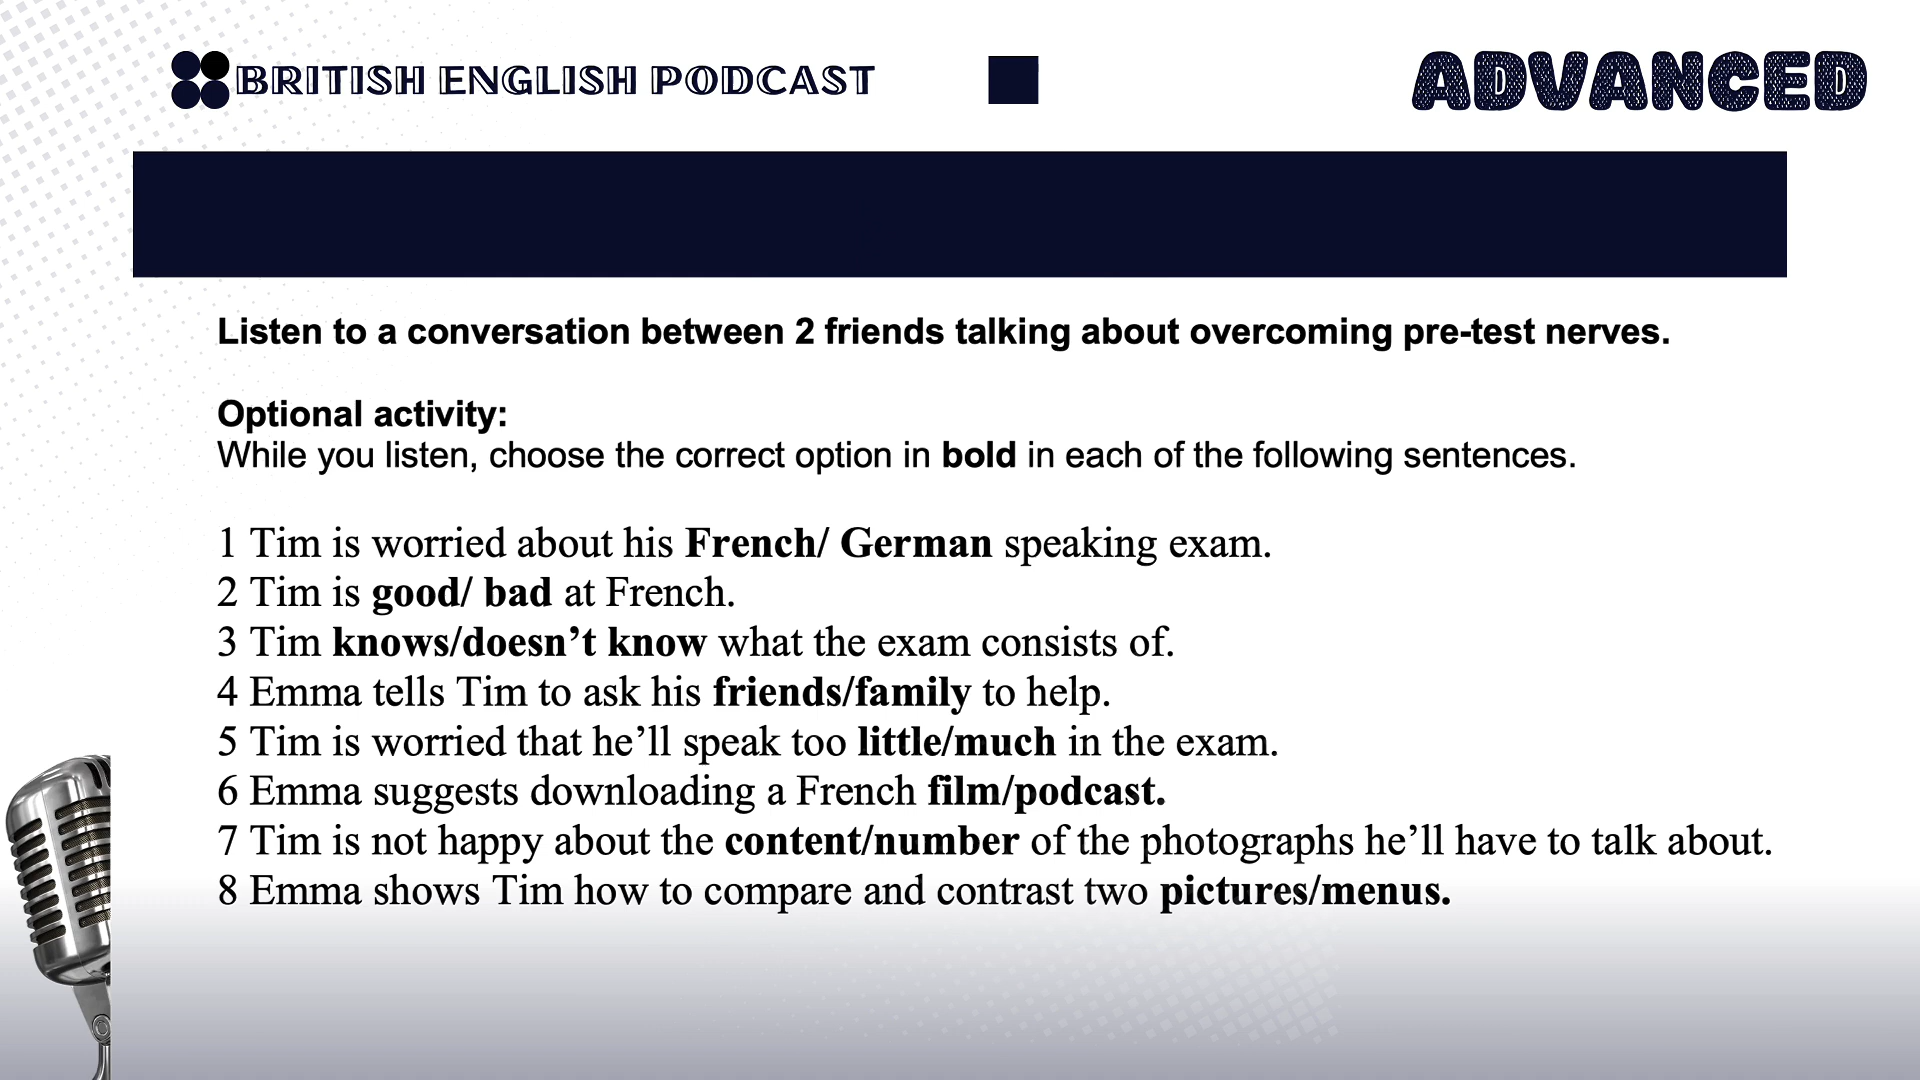 BRITISH ENGLISH PODCAST
ADVANCED
Listen to a conversation between 2 friends talking about overcoming pre-test nerves.
Optional activity:
While you listen, choose the correct option in bold in each of the following sentences.
1 Tim is worried about his French/ German speaking exam.
2 Tim is good/ bad at French.
3 Tim knows/doesn’t know what the exam consists of.
4 Emma tells Tim to ask his friends/family to help.
5 Tim is worried that he’ll speak too little/much in the exam.
6 Emma suggests downloading a French film/podcast.
7 Tim is not happy about the content/number of the photographs he’ll have to talk about.
8 Emma shows Tim how to compare and contrast two pictures/menus.